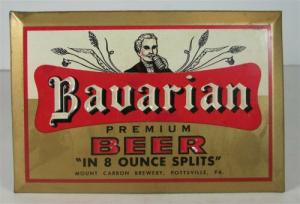 Bavarian
PREMIUM
BEER
"IN 8 OUNCE SPLITS"
MOUNT CARBON BREWERY, POTTSVILLE, PA.